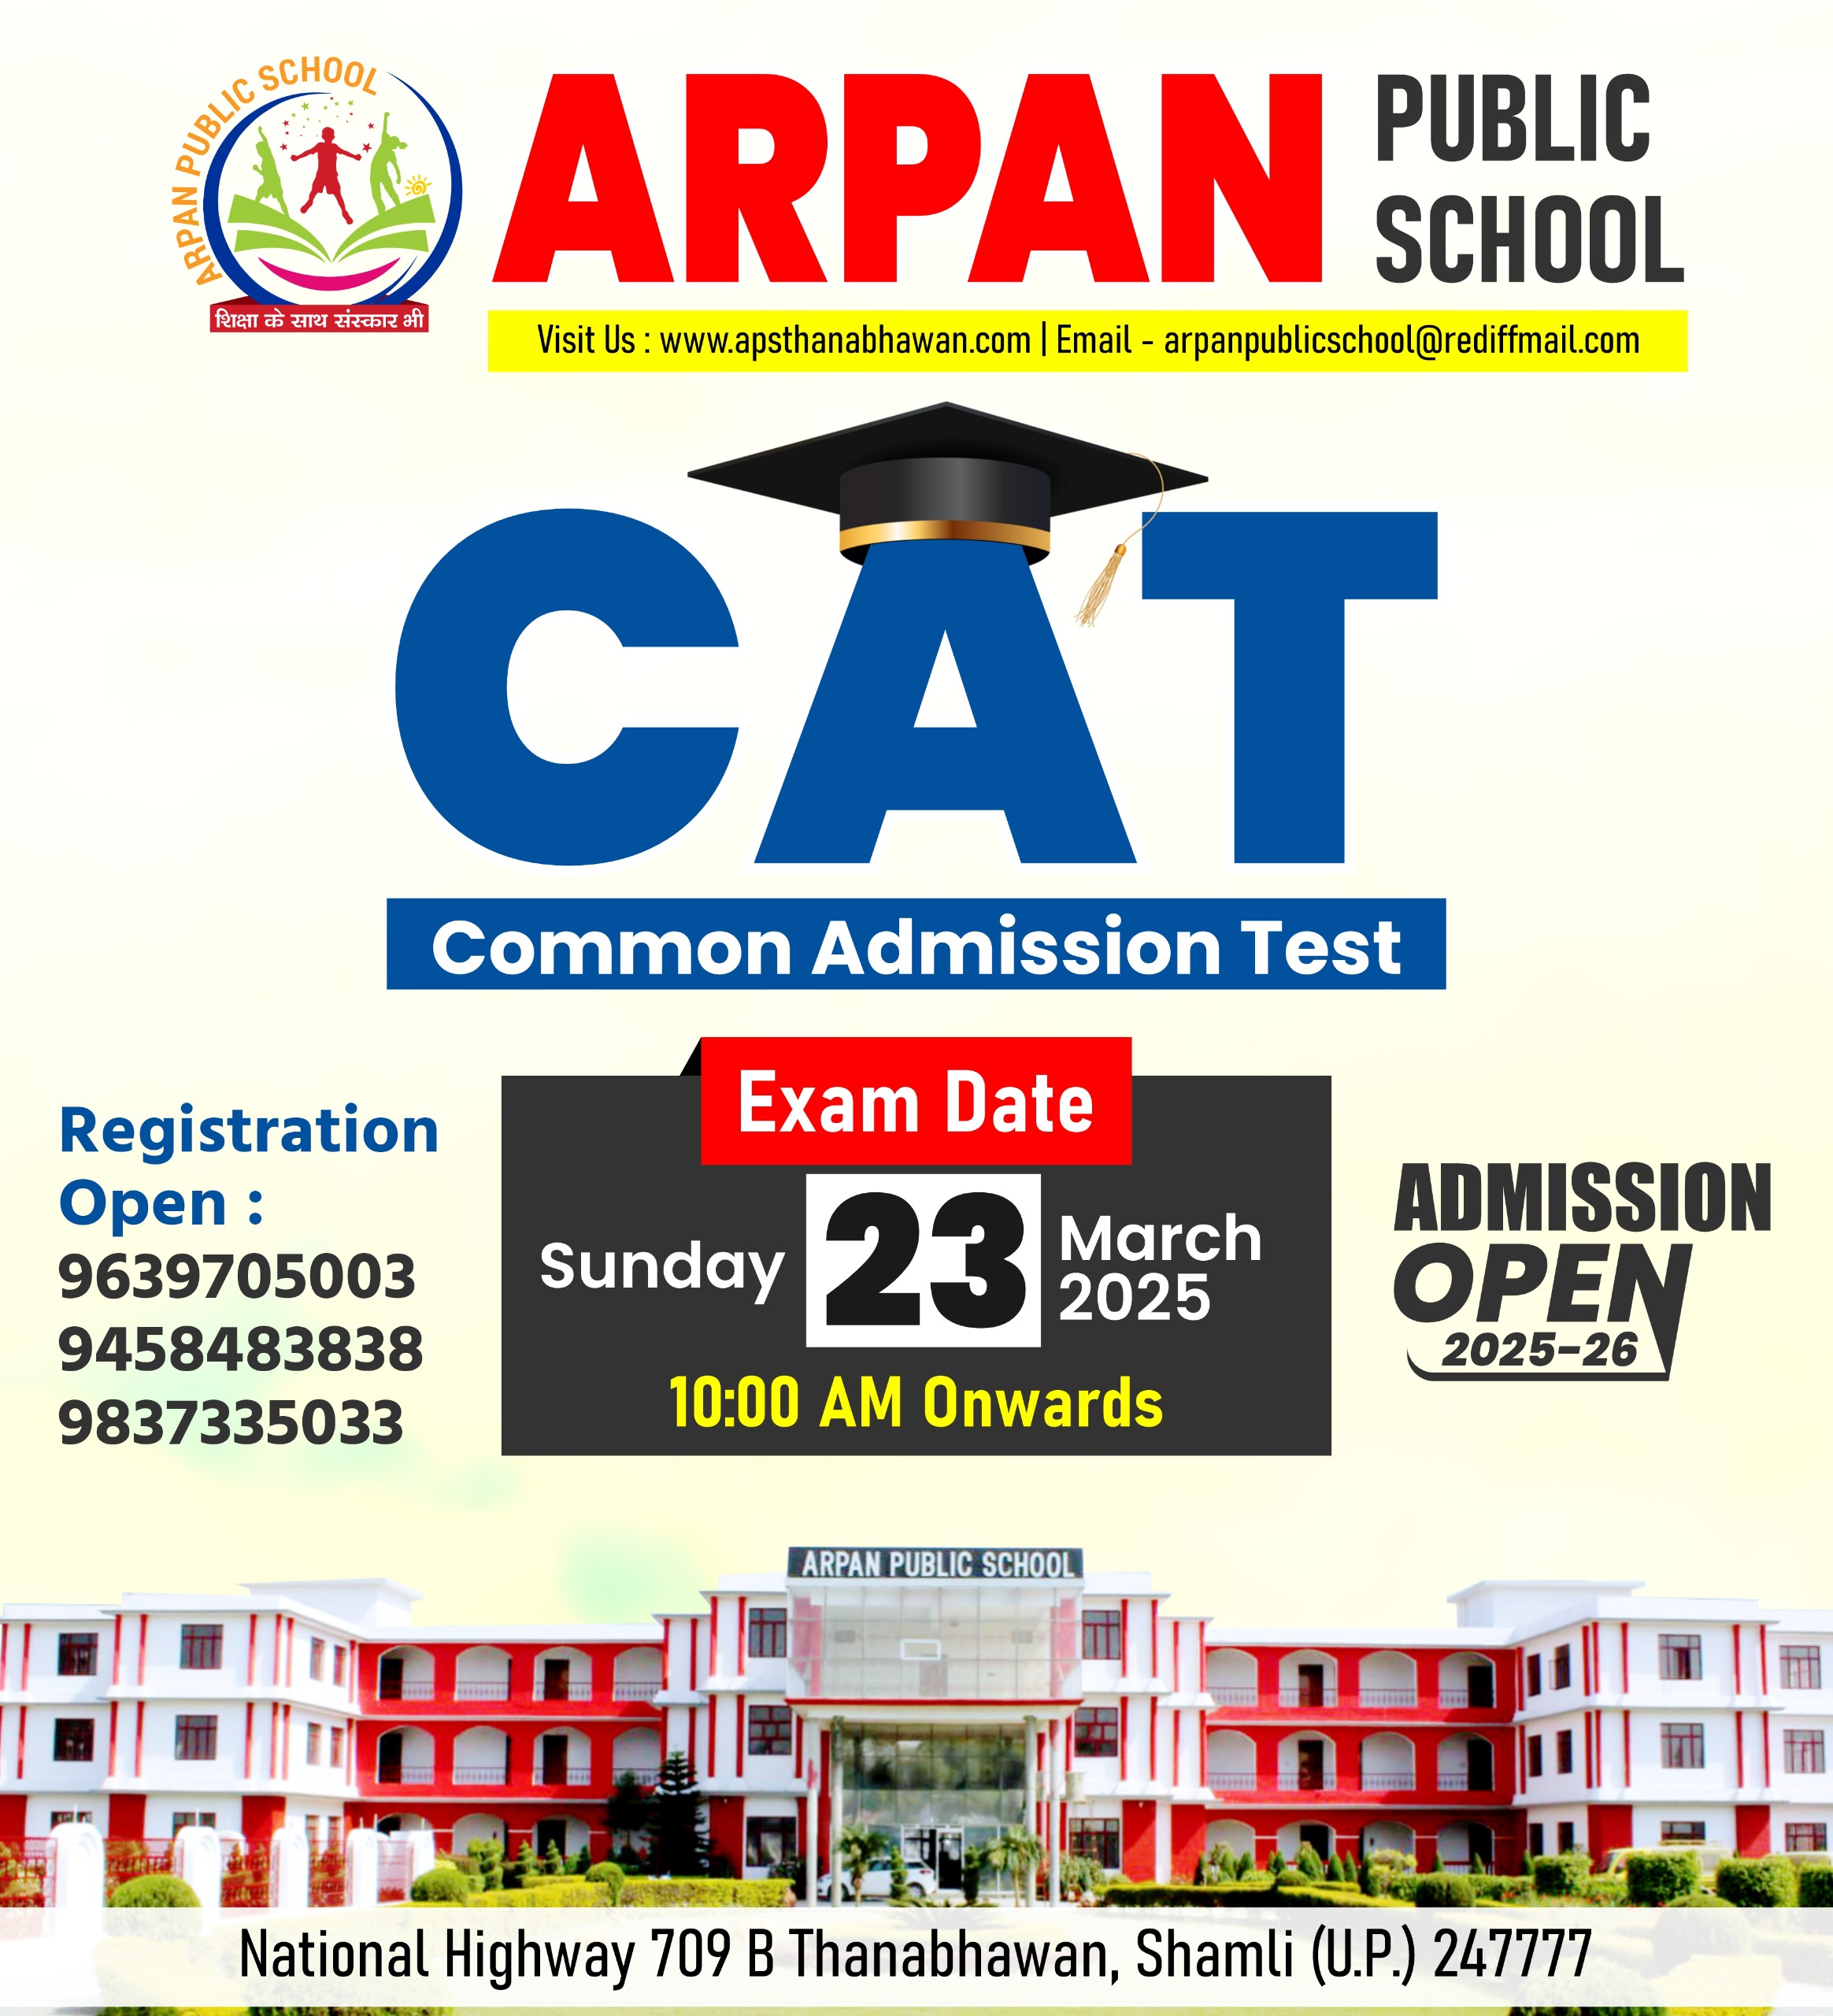 ARPAN PUBLIC SCHOOL
शिक्षा के साथ संस्कार भी
ARPAN
PUBLIC
SCHOOL
Visit Us : www.apsthanabhawan.com | Email - arpanpublicschool@rediffmail.com
CAT
Common Admission Test
Registration
Open :
9639705003
9458483838
9837335033
Exam Date
Sunday
23
March
2025
10:00 AM Onwards
ADMISSION
OPEN
2025-26
ARPAN PUBLIC SCHOOL
National Highway 709 B Thanabhawan, Shamli (U.P.) 247777